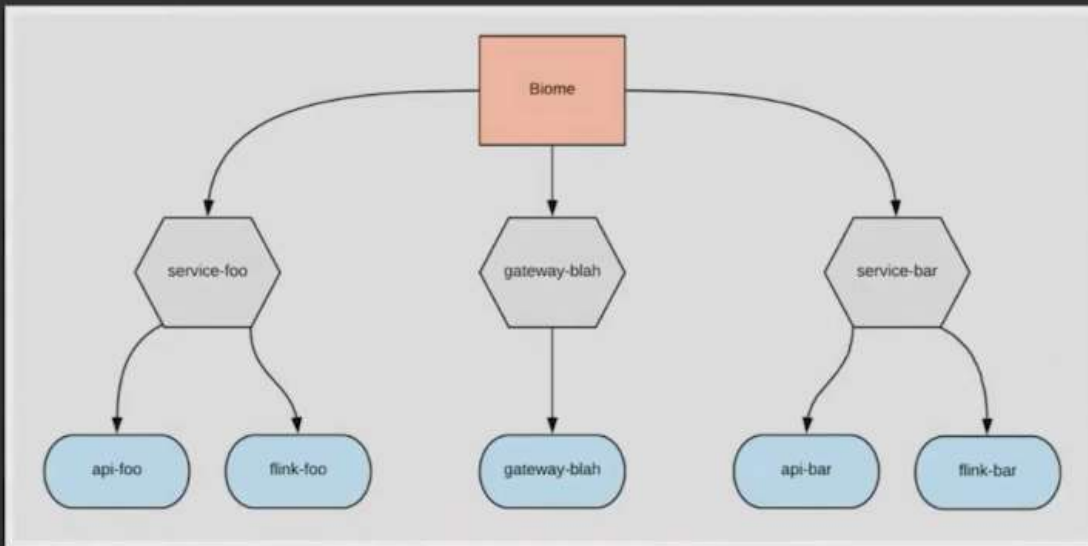 Biome
service-foo
gateway-blah
service-bar
api-foo
flink-foo
gateway-blah
api-bar
flink-bar